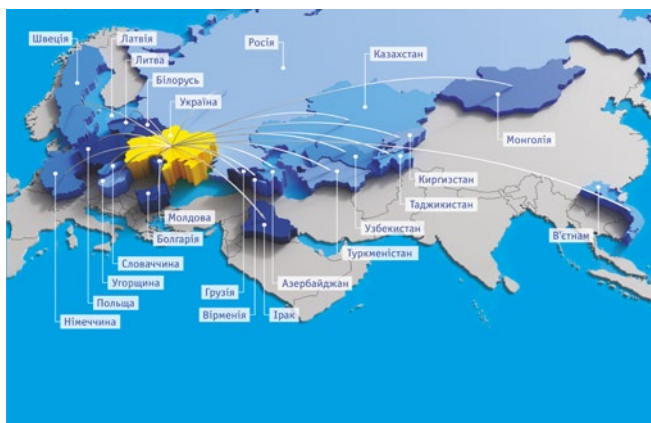 Швеція
Латвія
Литва
Білорусь
Україна
Росія
Казахстан
Монголія
Киргизстан
Таджикистан
Узбекистан
Туркменістан
В'єтнам
Молдова
Болгарія
Словаччина
Угорщина
Польща
Німеччина
Грузія
Вірменія
Азербайджан
Ірак